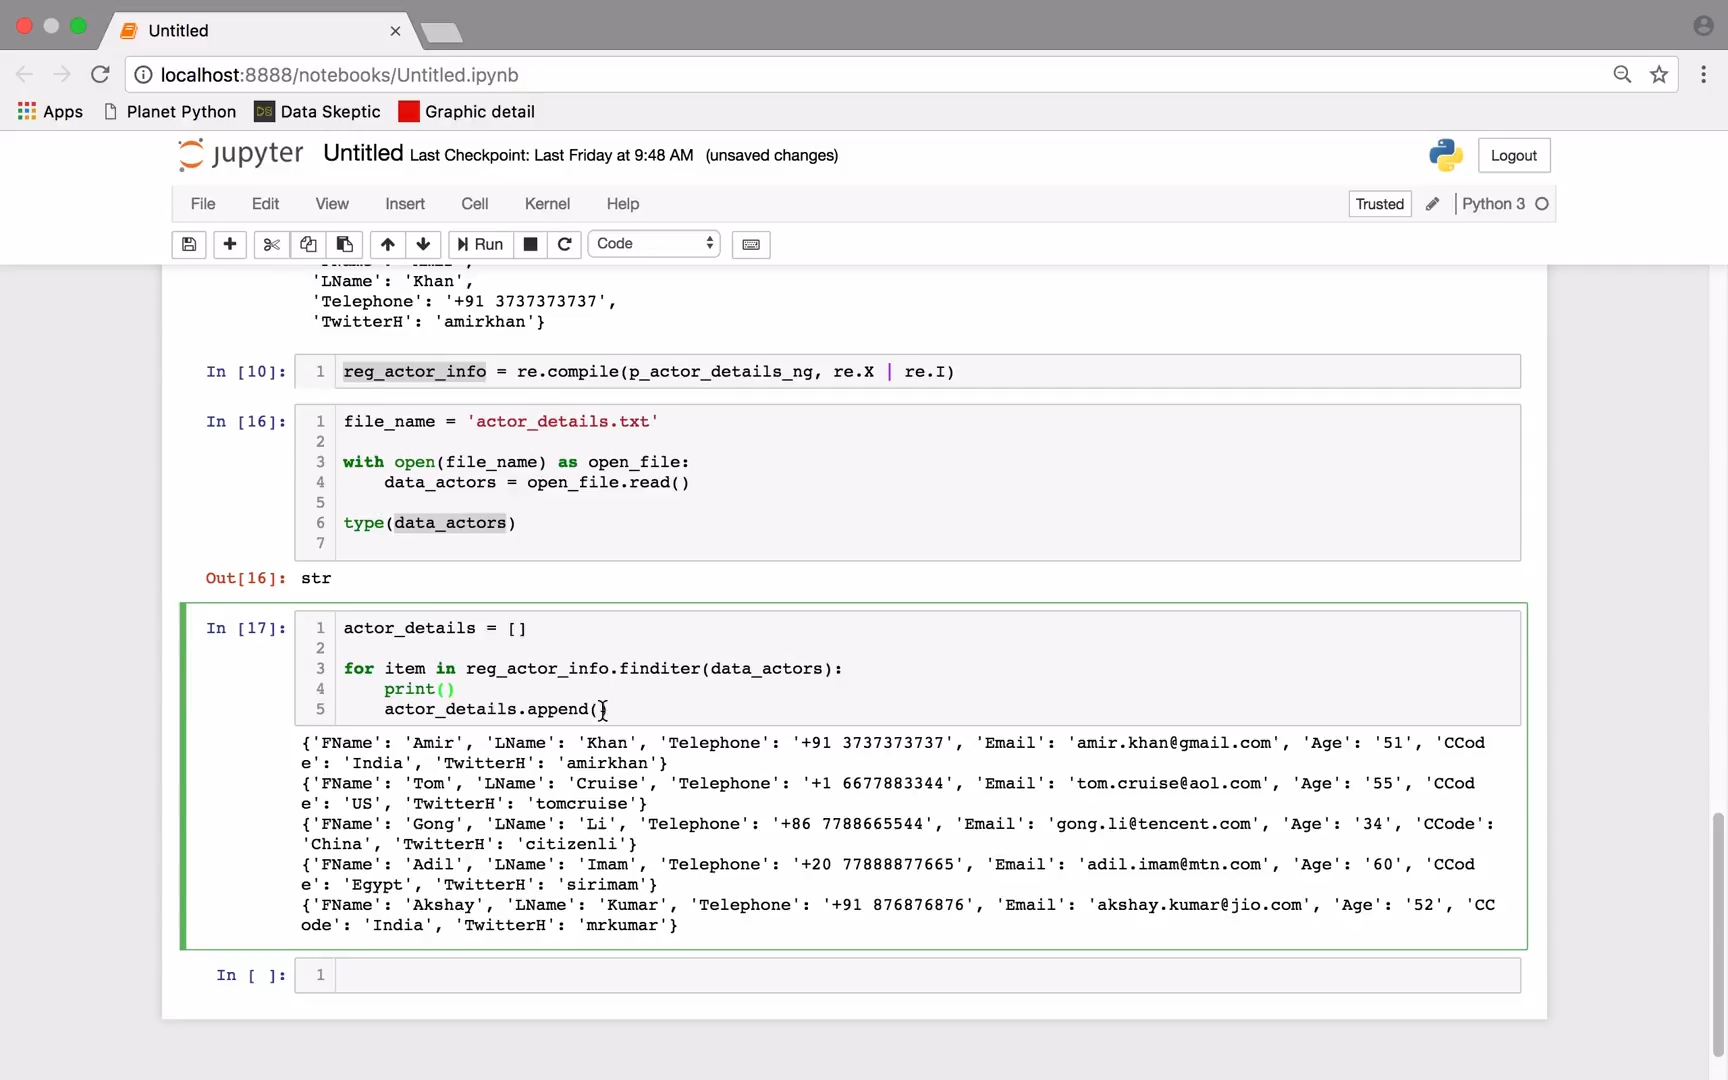 Untitled
localhost:8888/notebooks/Untitled.ipynb
Apps Planet Python DS Data Skeptic Graphic detail
jupyter Untitled Last Checkpoint: Last Friday at 9:48 AM (unsaved changes) Logout
File Edit View Insert Cell Kernel Help Trusted Python 3
Run Code
'LName': 'Khan',
'Telephone': '+91 3737373737',
'TwitterH': 'amirkhan'}
In [10]: 1 reg_actor_info = re.compile(p_actor_details_ng, re.X | re.I)
In [16]: 1 file_name = 'actor_details.txt'
2
3 with open(file_name) as open_file:
4 data_actors = open_file.read()
5
6 type(data_actors)
7
Out[16]: str
In [17]: 1 actor_details = []
2
3 for item in reg_actor_info.finditer(data_actors):
4 print()
5 actor_details.append()
{'FName': 'Amir', 'LName': 'Khan', 'Telephone': '+91 3737373737', 'Email': 'amir.khan@gmail.com', 'Age': '51', 'CCod
e': 'India', 'TwitterH': 'amirkhan'}
{'FName': 'Tom', 'LName': 'Cruise', 'Telephone': '+1 6677883344', 'Email': 'tom.cruise@aol.com', 'Age': '55', 'CCod
e': 'US', 'TwitterH': 'tomcruise'}
{'FName': 'Gong', 'LName': 'Li', 'Telephone': '+86 7788665544', 'Email': 'gong.li@tencent.com', 'Age': '34', 'CCode':
'China', 'TwitterH': 'citizenli'}
{'FName': 'Adil', 'LName': 'Imam', 'Telephone': '+20 77888877665', 'Email': 'adil.imam@mtn.com', 'Age': '60', 'CCod
e': 'Egypt', 'TwitterH': 'sirimam'}
{'FName': 'Akshay', 'LName': 'Kumar', 'Telephone': '+91 876876876', 'Email': 'akshay.kumar@jio.com', 'Age': '52', 'CC
ode': 'India', 'TwitterH': 'mrkumar'}
In [ ]: 1